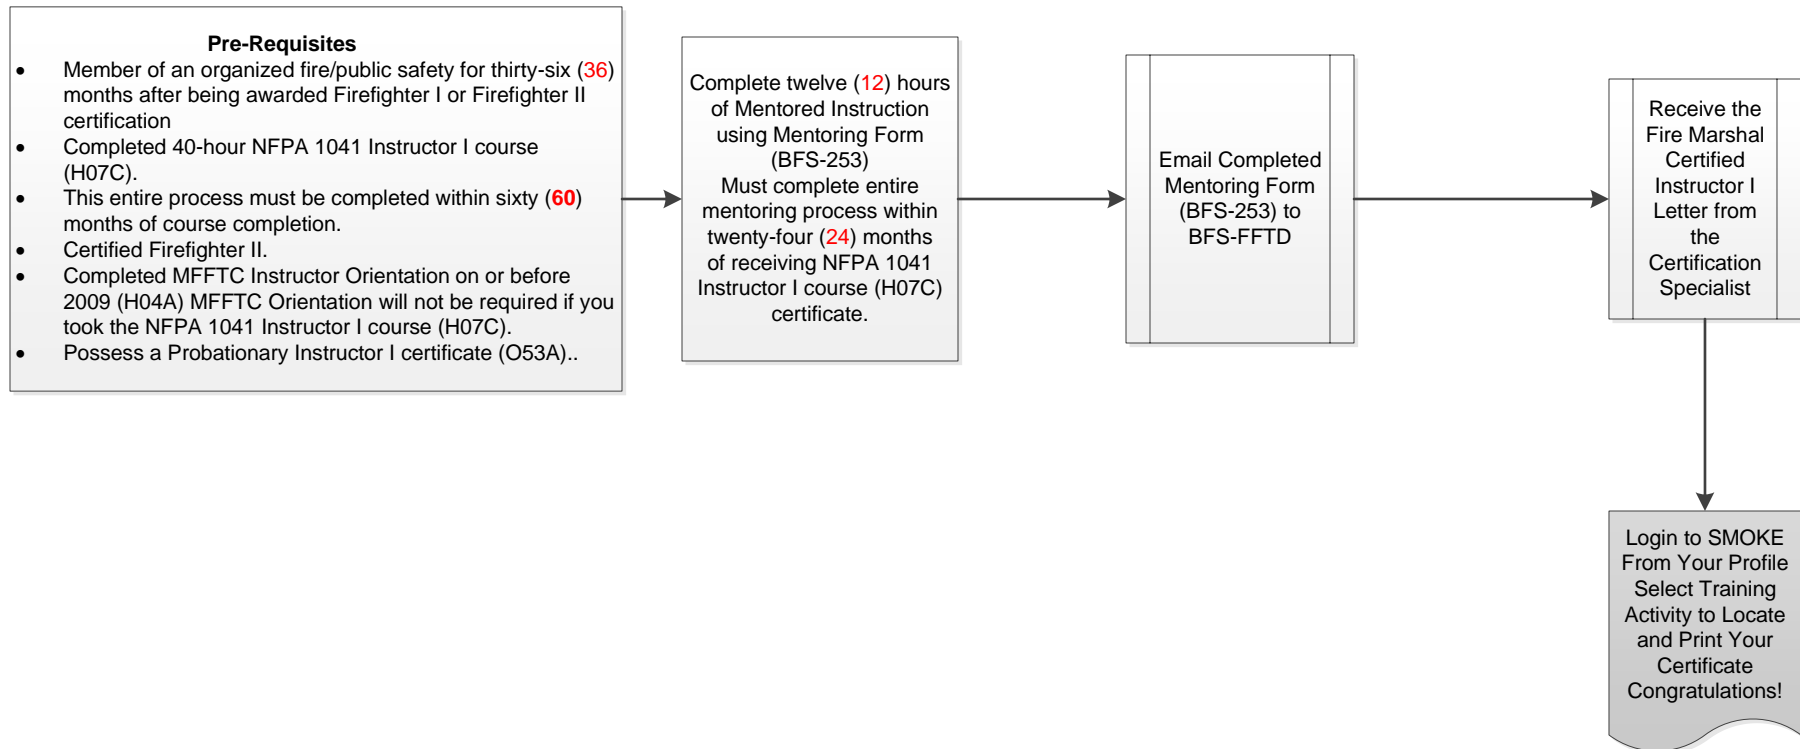 Pre-Requisites
• Member of an organized fire/public safety for thirty-six (36)
months after being awarded Firefighter I or Firefighter II
certification
• Completed 40-hour NFPA 1041 Instructor I course
(H07C).
• This entire process must be completed within sixty (60)
months of course completion.
• Certified Firefighter II.
• Completed MFFTC Instructor Orientation on or before
2009 (H04A) MFFTC Orientation will not be required if you
took the NFPA 1041 Instructor I course (H07C).
• Possess a Probationary Instructor I certificate (O53A)..
Complete twelve (12) hours
of Mentored Instruction
using Mentoring Form
(BFS-253)
Must complete entire
mentoring process within
twenty-four (24) months
of receiving NFPA 1041
Instructor I course (H07C)
certificate.
Email Completed
Mentoring Form
(BFS-253) to
BFS-FFTD
Receive the
Fire Marshal
Certified
Instructor I
Letter from
the
Certification
Specialist
Login to SMOKE
From Your Profile
Select Training
Activity to Locate
and Print Your
Certificate
Congratulations!